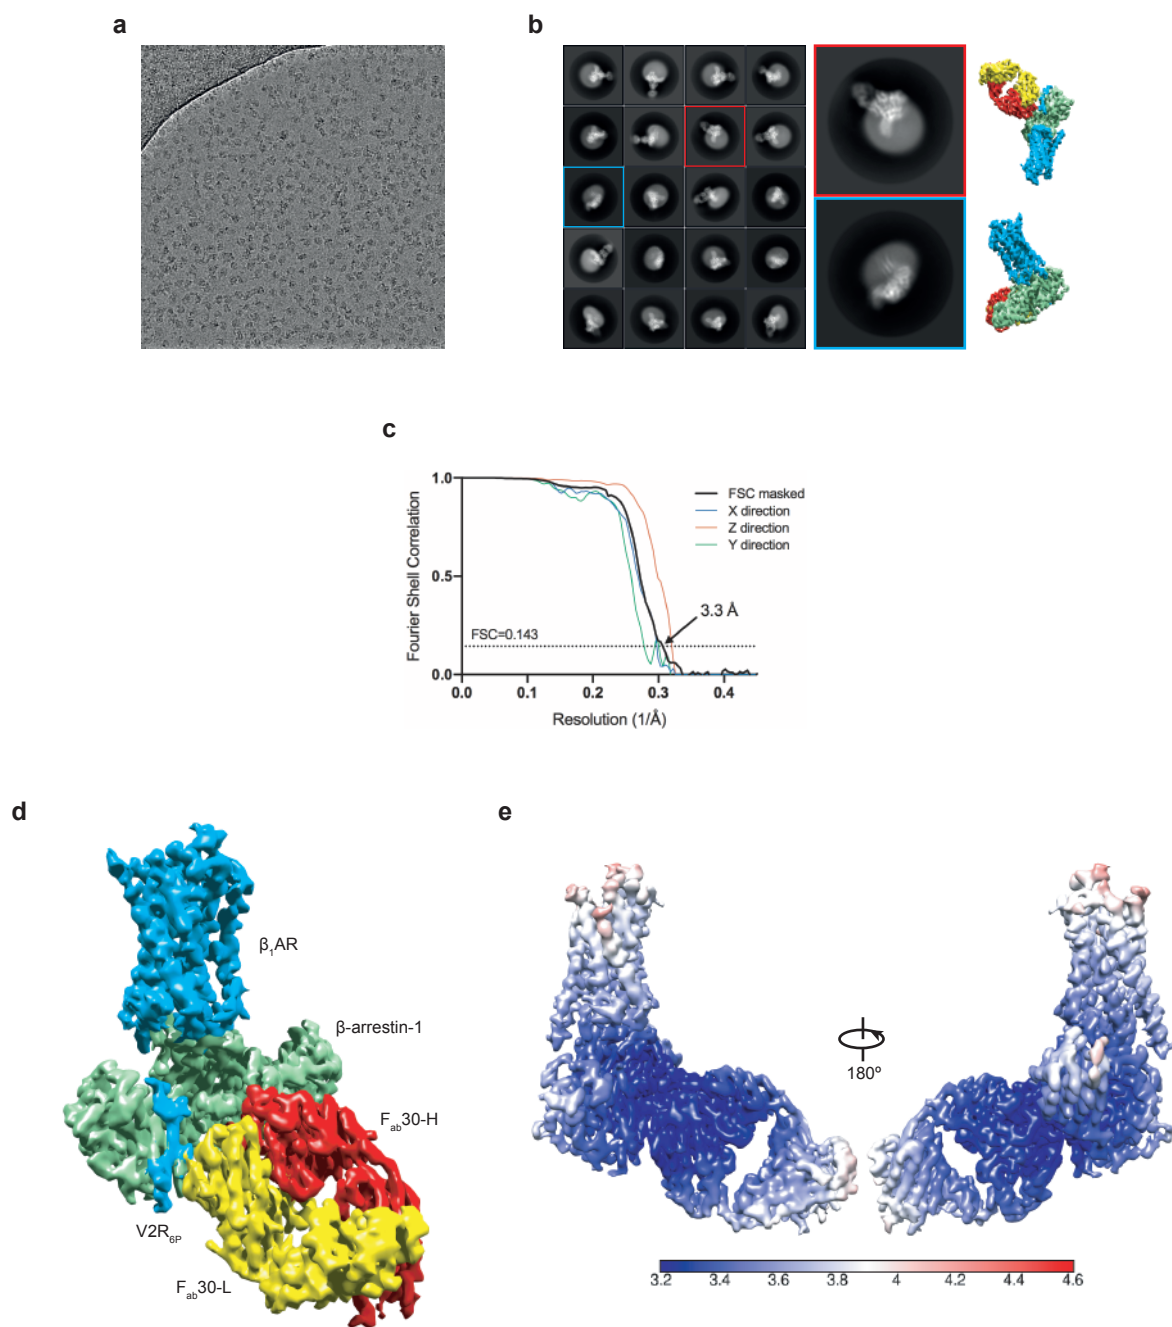 a
b
c
1.0
0.5
0.0
Fourier Shell Correlation
FSC masked
X direction
Z direction
Y direction
3.3 Å
FSC=0.143
0.0 0.1 0.2 0.3 0.4
Resolution (1/Å)
d
β₁AR
β-arrestin-1
Fab30-H
V2R6P
Fab30-L
e
180º
3.2 3.4 3.6 3.8 4 4.2 4.4 4.6